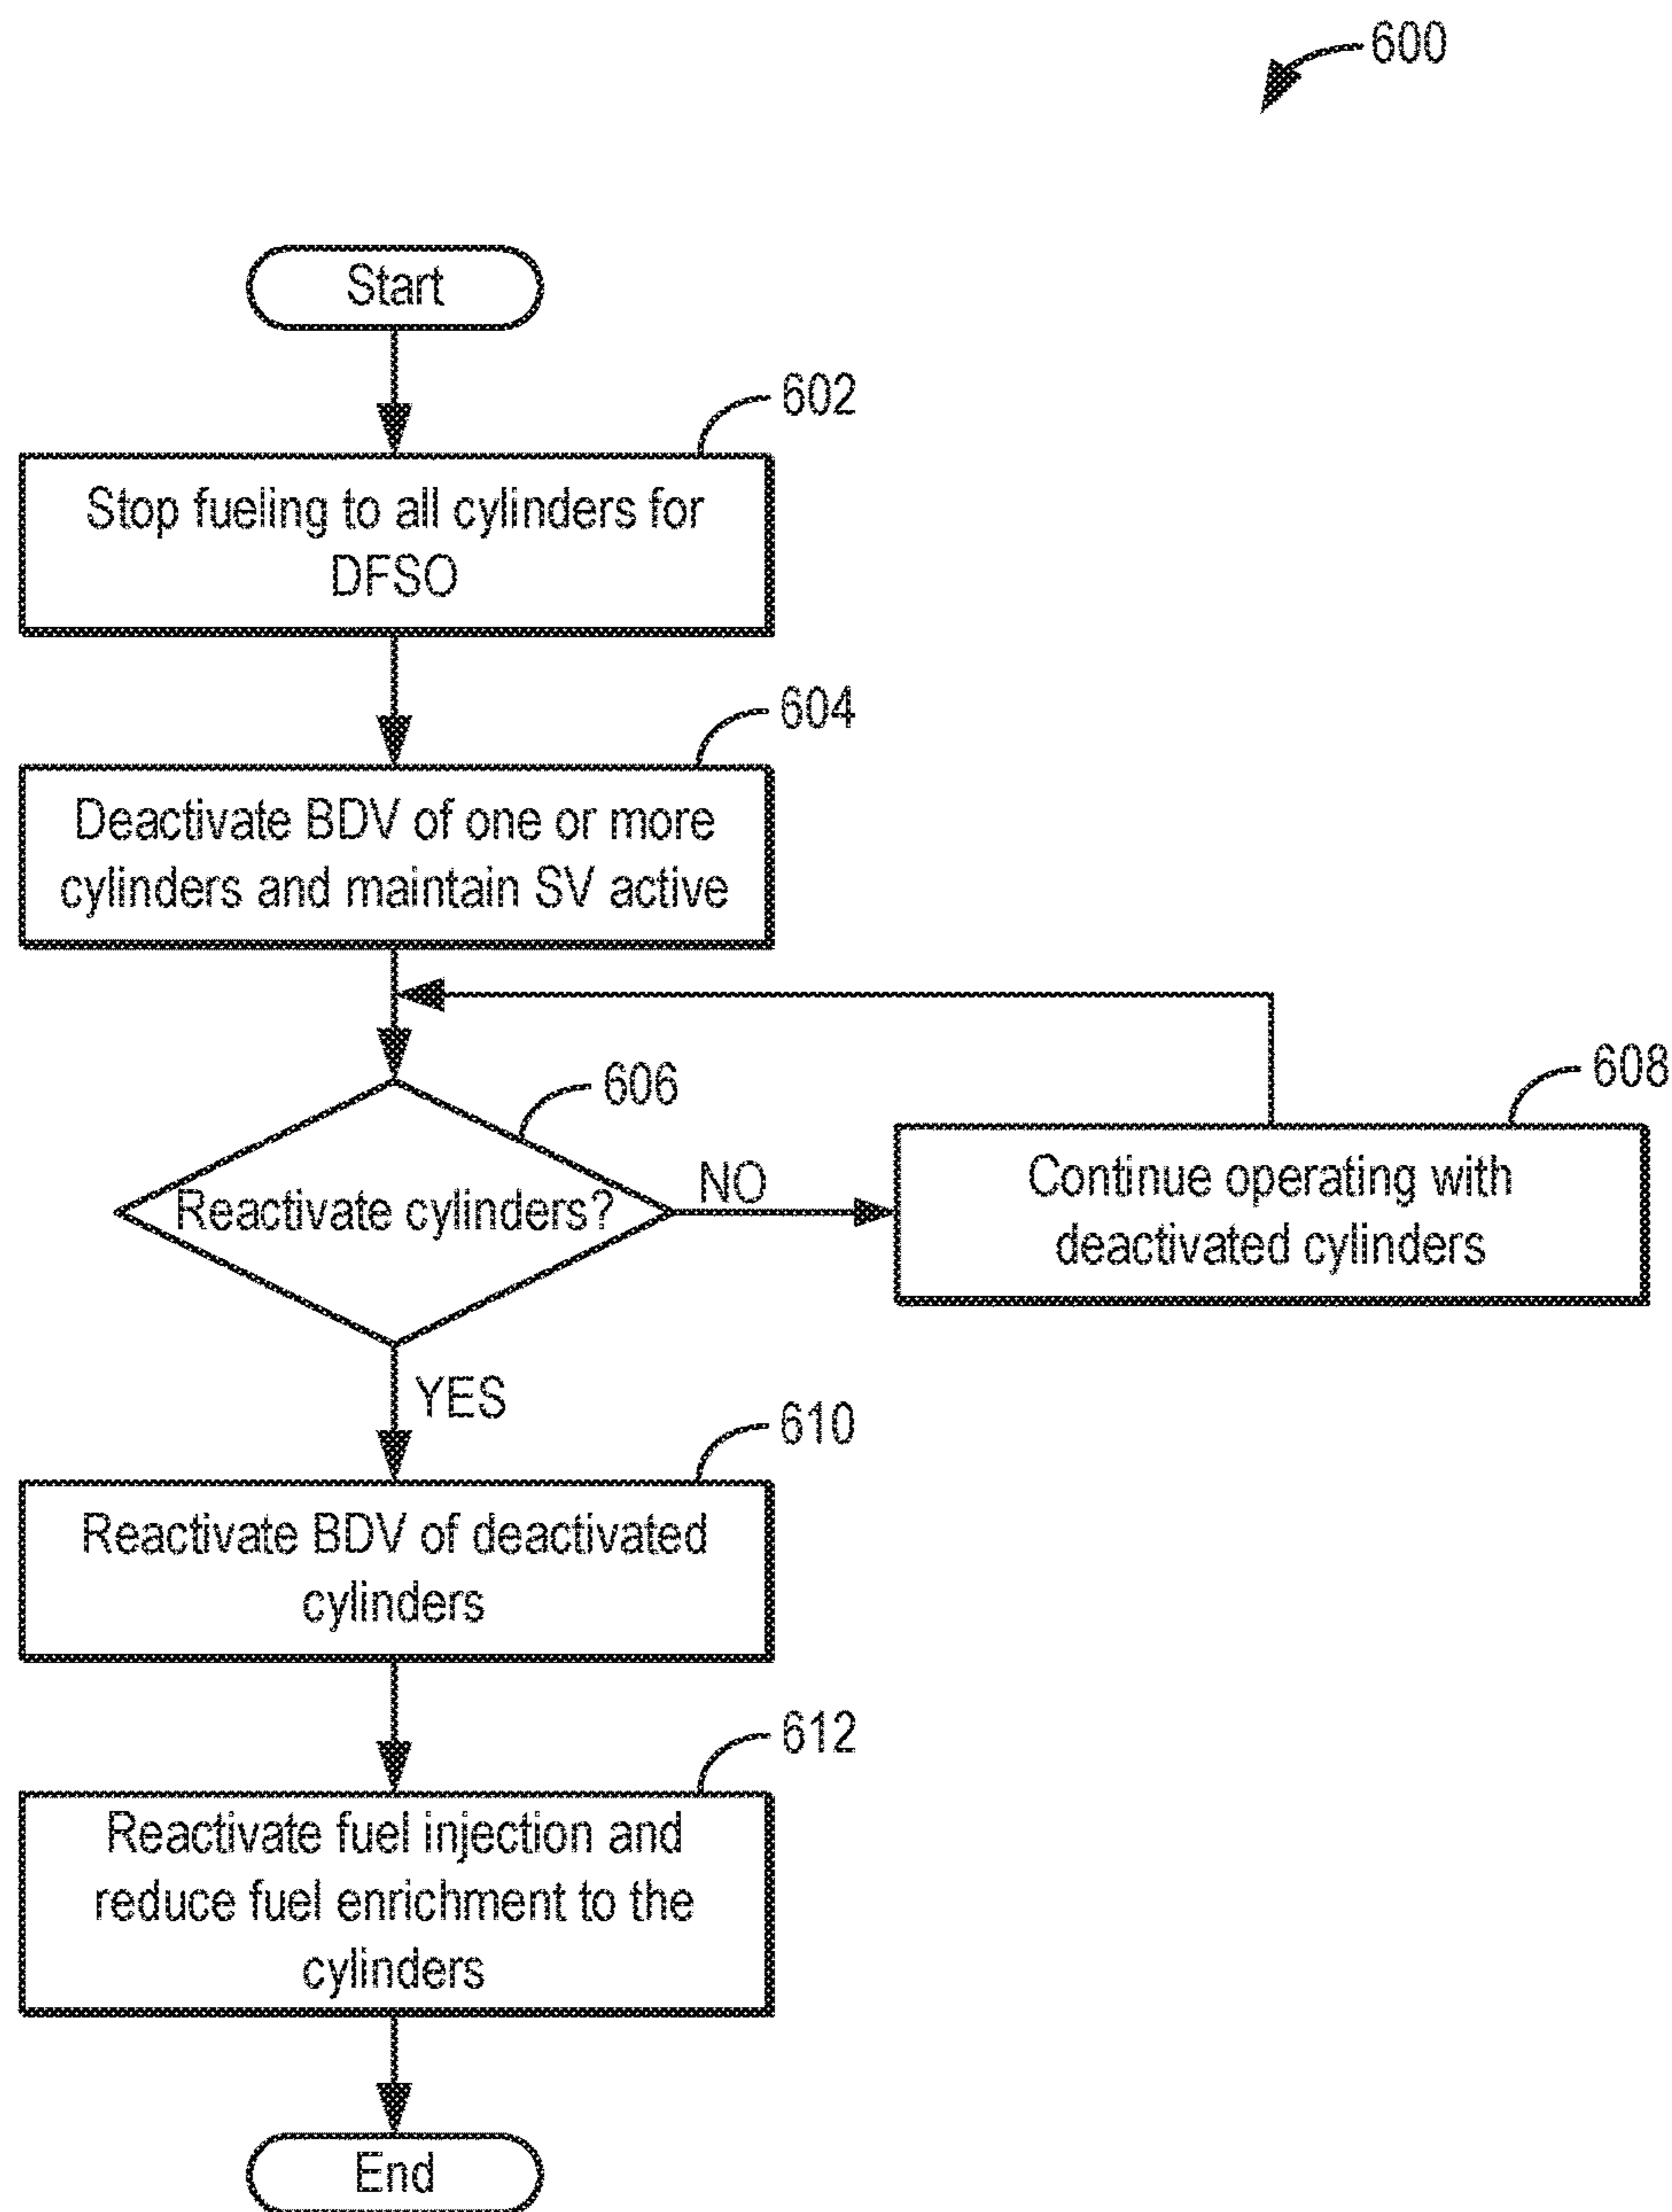 600
Start
602
Stop fueling to all cylinders for
DFSO
604
Deactivate BDV of one or more
cylinders and maintain SV active
606
Reactivate cylinders?
NO
608
Continue operating with
deactivated cylinders
YES
610
Reactivate BDV of deactivated
cylinders
612
Reactivate fuel injection and
reduce fuel enrichment to the
cylinders
End